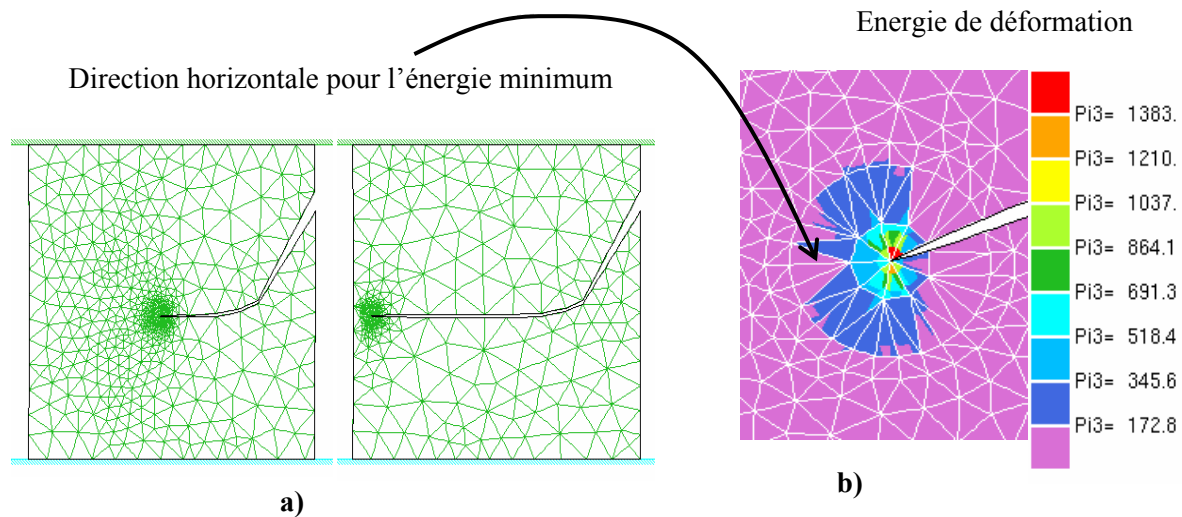 Energie de déformation
Direction horizontale pour l’énergie minimum
Pi3= 1383.
Pi3= 1210.
Pi3= 1037.
Pi3= 864.1
Pi3= 691.3
Pi3= 518.4
Pi3= 345.6
Pi3= 172.8
a)
b)